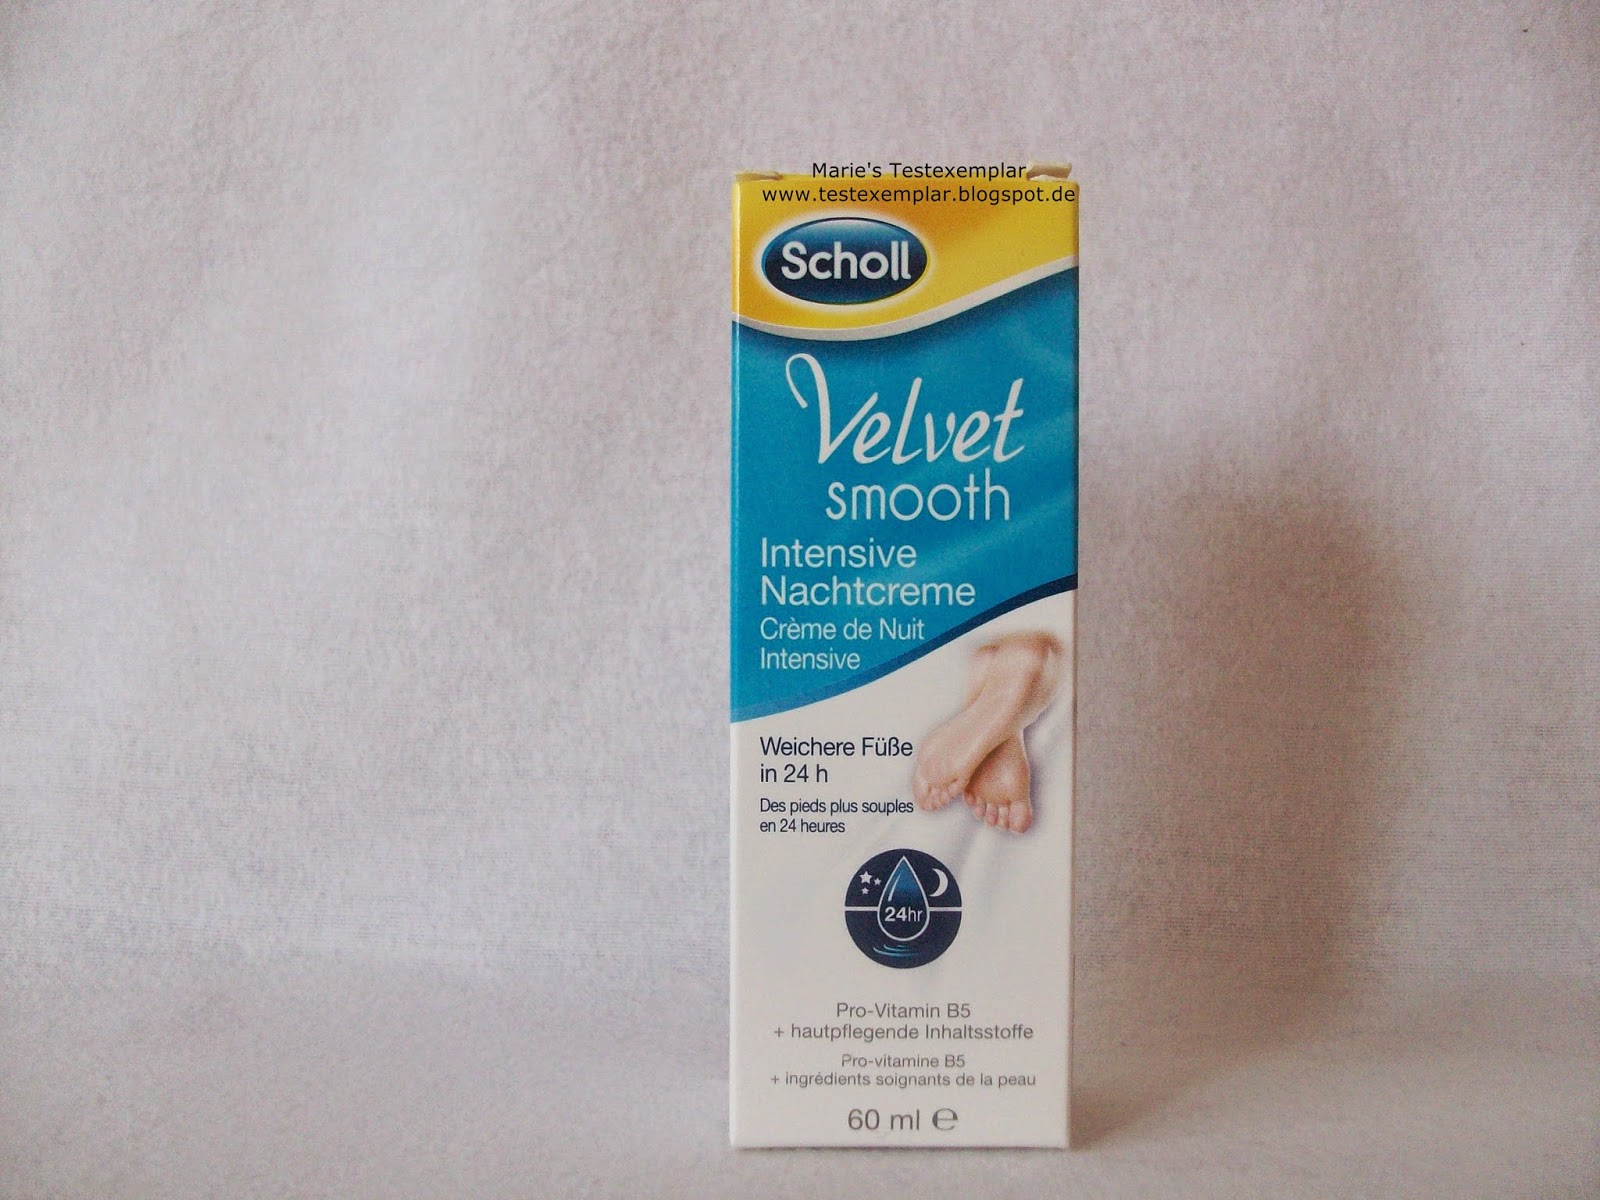 Marie's Testexemplar
www.testexemplar.blogspot.de
Scholl
Velvet
smooth
Intensive
Nachtcreme
Crème de Nuit
Intensive
Weichere Füße
in 24 h
Des pieds plus souples
en 24 heures
24hr
Pro-Vitamin B5
+ hautpflegende Inhaltsstoffe
Pro-vitamine B5
+ ingrédients soignants de la peau
60 ml ℮